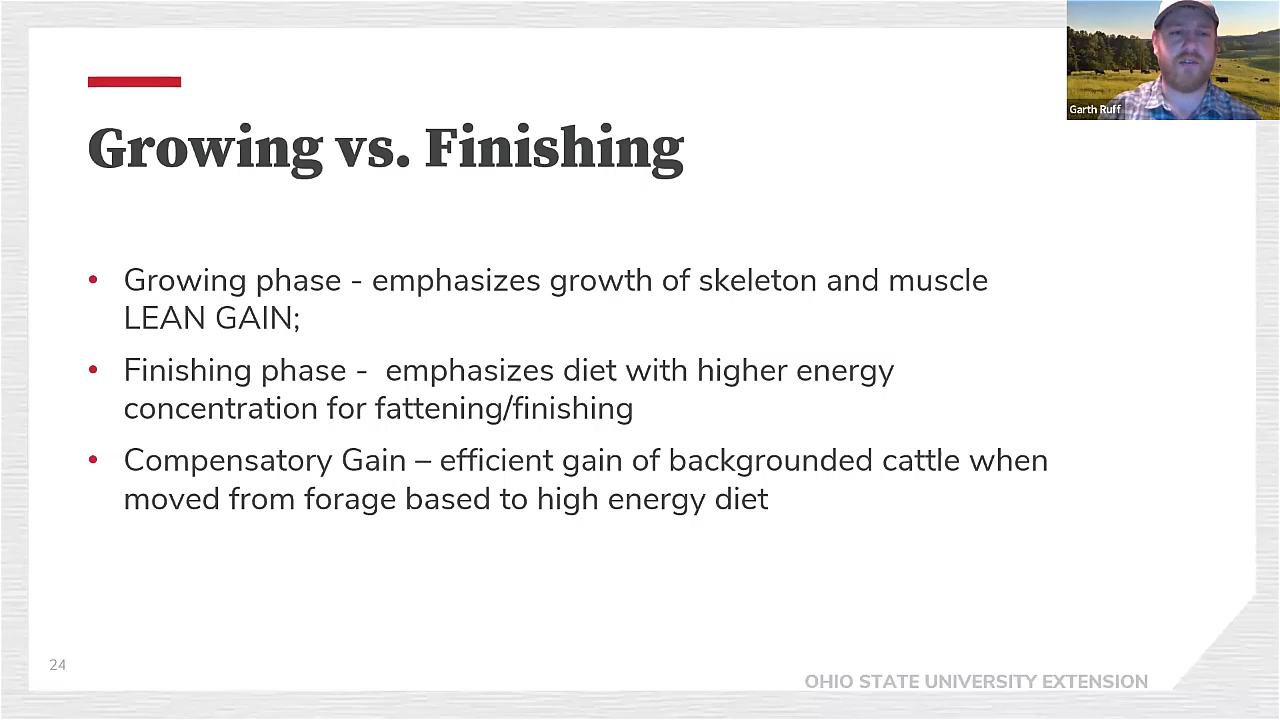 Garth Ruff
Growing vs. Finishing
• Growing phase - emphasizes growth of skeleton and muscle
LEAN GAIN;
• Finishing phase -  emphasizes diet with higher energy
concentration for fattening/finishing
• Compensatory Gain – efficient gain of backgrounded cattle when
moved from forage based to high energy diet
24
OHIO STATE UNIVERSITY EXTENSION